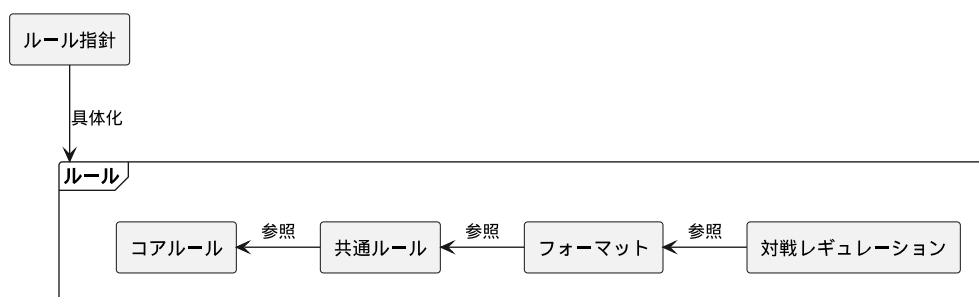 ルール指針
具体化
ルール
コアルール
参照
共通ルール
参照
フォーマット
参照
対戦レギュレーション